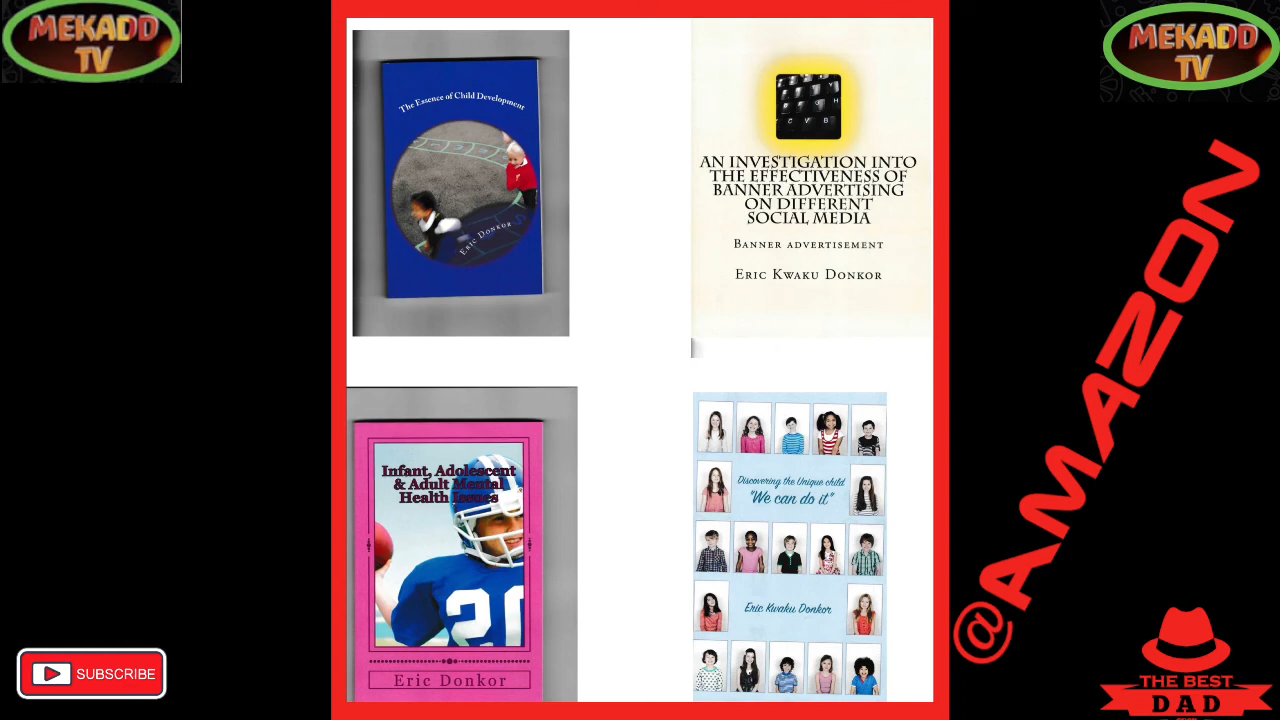 MEKADD
TV
MEKADD
TV
The Essence of Child Development
ERIC DONKOR
AN INVESTIGATION INTO
THE EFFECTIVENESS OF
BANNER ADVERTISING
ON DIFFERENT
SOCIAL MEDIA
BANNER ADVERTISEMENT
ERIC KWAKU DONKOR
Infant, Adolescent
& Adult Mental
Health Issues
20
Eric Donkor
Discovering the Unique child
"We can do it"
Eric Kwaku Donkor
@AMAZON
SUBSCRIBE
THE BEST
DAD